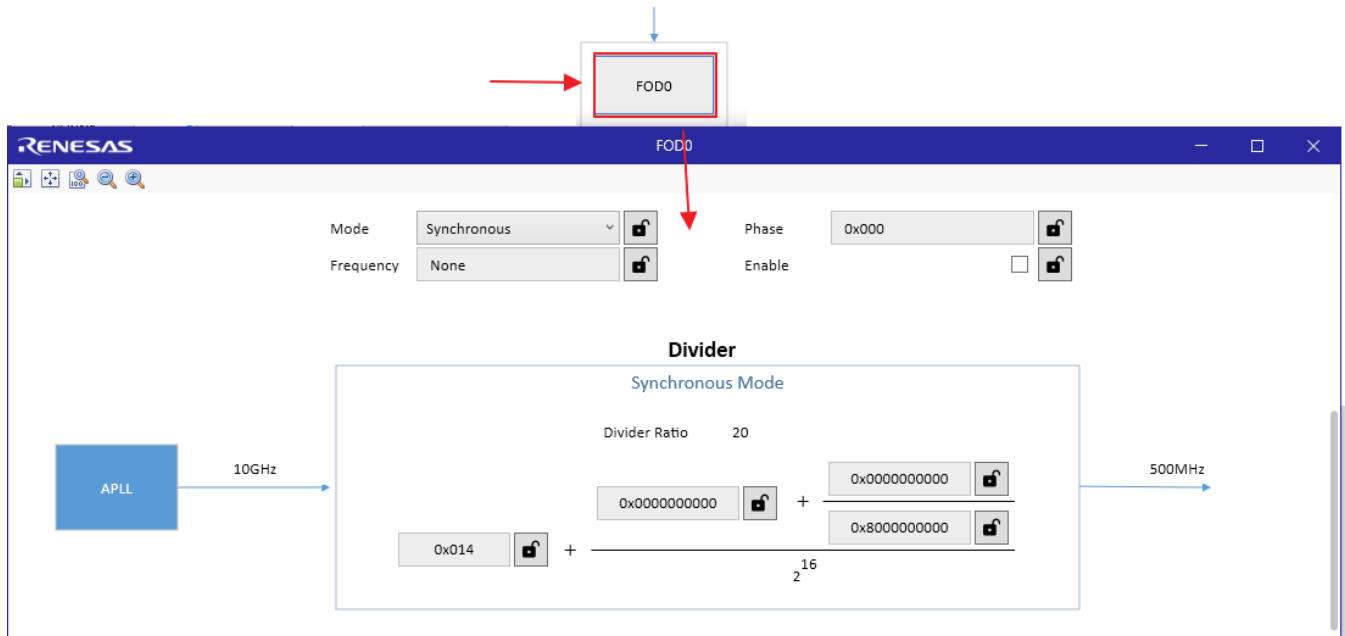 FOD0
RENESAS
FOD0
100
Mode Synchronous Phase 0x000
Frequency None Enable
Divider
Synchronous Mode
Divider Ratio 20
APLL
10GHz
500MHz
0x0000000000 + 0x0000000000
0x8000000000
0x014 +
2^16